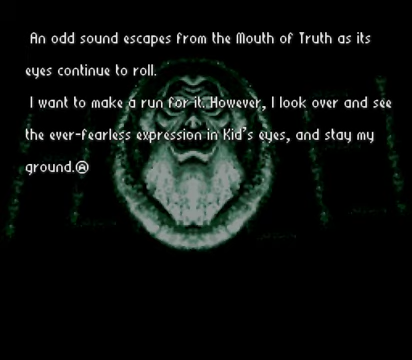 An odd sound escapes from the Mouth of Truth as its
eyes continue to roll.
I want to make a run for it. However, I look over and see
the ever-fearless expression in Kid's eyes, and stay my
ground.